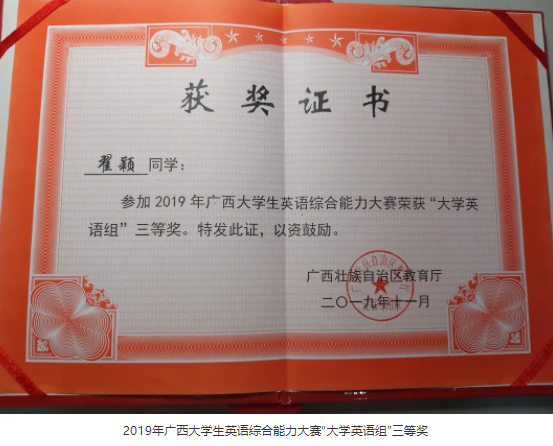 获奖证书
翟颖 同学：
参加 2019 年广西大学生英语综合能力大赛荣获“大学英
语组”三等奖。特发此证，以资鼓励。
广西壮族自治区教育厅
二〇一九年十一月
2019年广西大学生英语综合能力大赛“大学英语组”三等奖